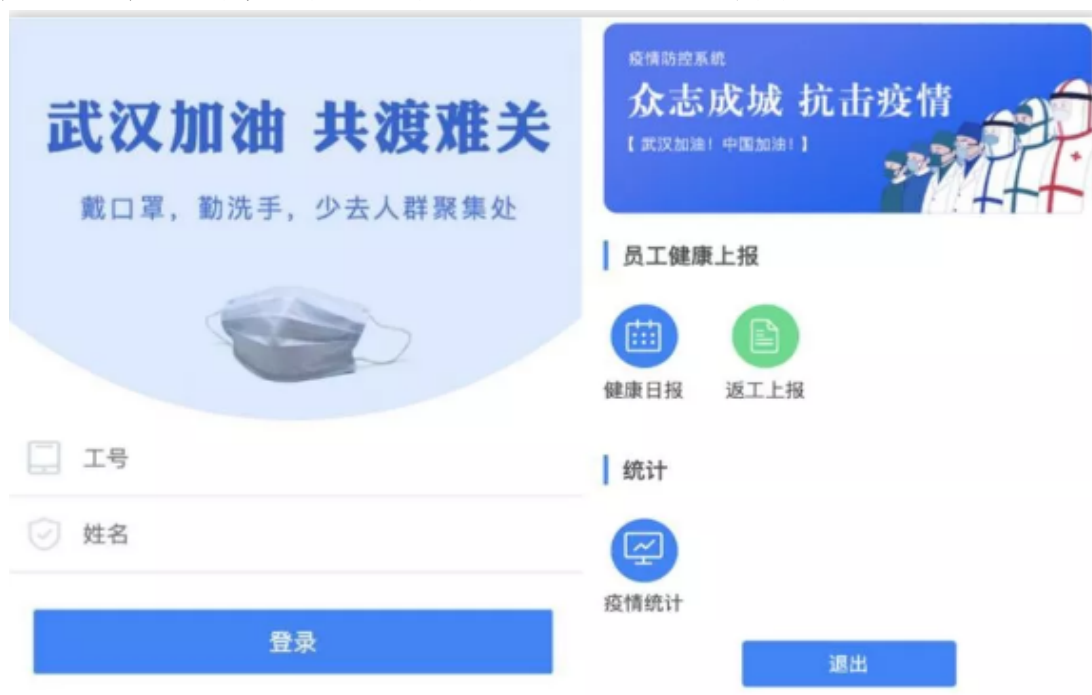 武汉加油 共渡难关
戴口罩，勤洗手，少去人群聚集处
工号
姓名
登录
疫情防控系统
众志成城 抗击疫情
【 武汉加油！中国加油！】
员工健康上报
健康日报
返工上报
统计
疫情统计
退出